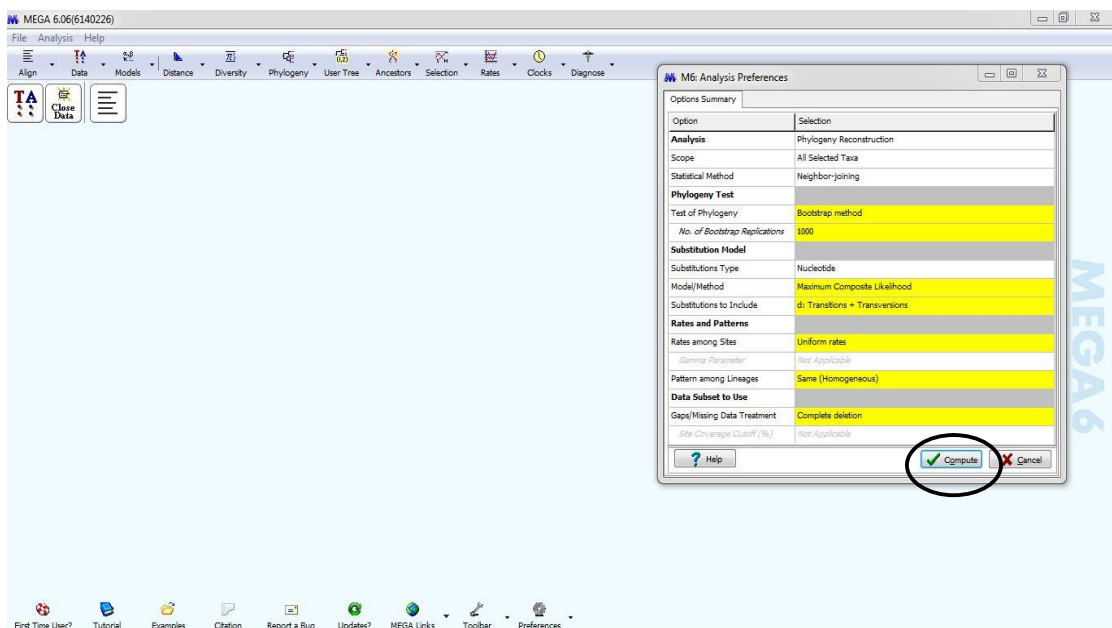 MEGA 6.06(6140226)
File Analysis Help
Align Data Models Distance Diversity Phylogeny User Tree Ancestors Selection Rates Clocks Diagnose
TA Close Data
M6: Analysis Preferences
Options Summary
Option Selection
Analysis Phylogeny Reconstruction
Scope All Selected Taxa
Statistical Method Neighbor-joining
Phylogeny Test
Test of Phylogeny Bootstrap method
No. of Bootstrap Replications 1000
Substitution Model
Substitutions Type Nucleotide
Model/Method Maximum Composite Likelihood
Substitutions to Include d: Transitions + Transversions
Rates and Patterns
Rates among Sites Uniform rates
Gamma Parameter Not Applicable
Pattern among Lineages Same (Homogeneous)
Data Subset to Use
Gaps/Missing Data Treatment Complete deletion
Site Coverage Cutoff (%) Not Applicable
? Help Compute Cancel
MEGA 6
First Time User? Tutorial Examples Citation Report a Bug Updates? MEGA Links Toolbar Preferences